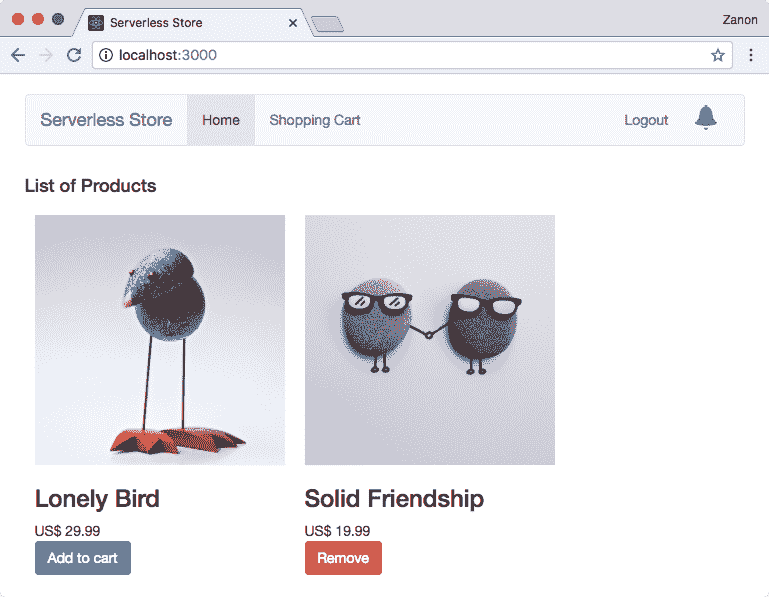 Serverless Store
Zanon
localhost:3000
Serverless Store Home Shopping Cart Logout
List of Products
Lonely Bird
US$ 29.99
Add to cart
Solid Friendship
US$ 19.99
Remove